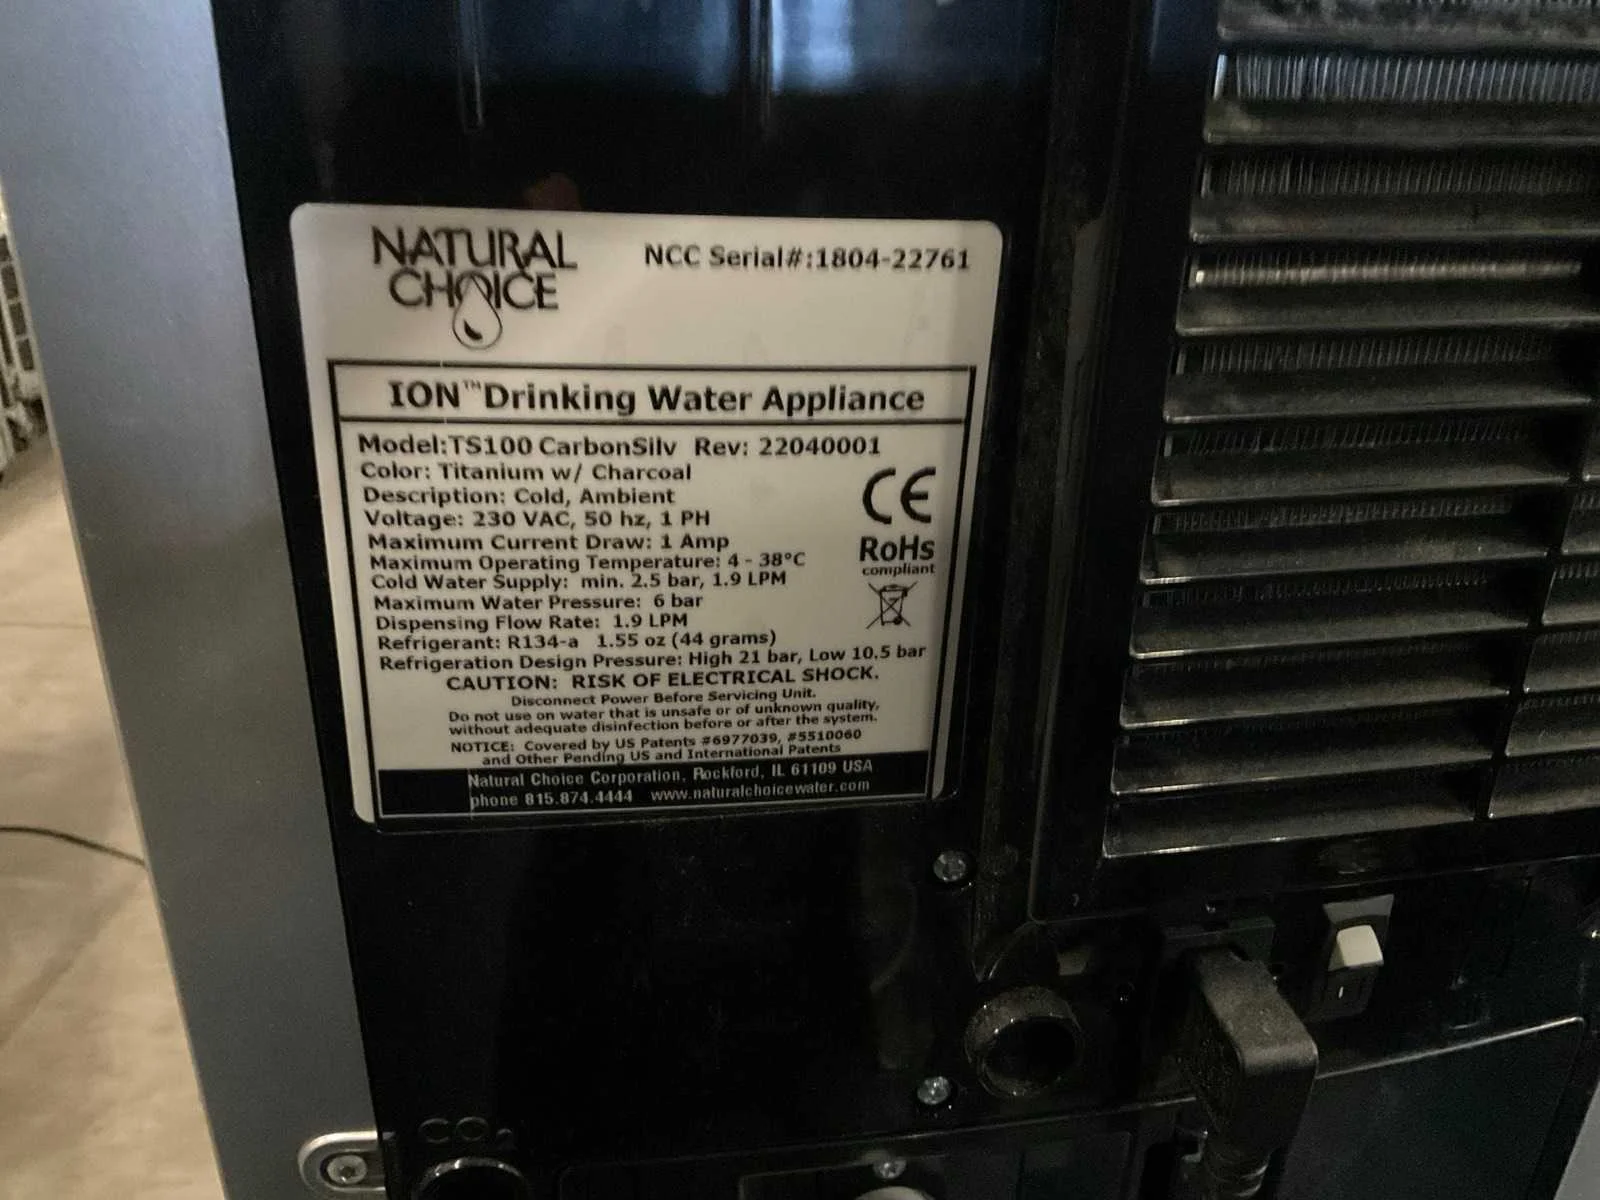 NATURAL
CHOICE
NCC Serial#:1804-22761
ION™Drinking Water Appliance
Model:TS100 CarbonSilv Rev: 22040001
Color: Titanium w/ Charcoal
Description: Cold, Ambient
Voltage: 230 VAC, 50 hz, 1 PH
Maximum Current Draw: 1 Amp
Maximum Operating Temperature: 4 - 38°C
Cold Water Supply: min. 2.5 bar, 1.9 LPM
Maximum Water Pressure: 6 bar
Dispensing Flow Rate: 1.9 LPM
Refrigerant: R134-a 1.55 oz (44 grams)
Refrigeration Design Pressure: High 21 bar, Low 10.5 bar
CE
RoHs
compliant
CAUTION: RISK OF ELECTRICAL SHOCK.
Disconnect Power Before Servicing Unit.
Do not use on water that is unsafe or of unknown quality,
without adequate disinfection before or after the system.
NOTICE: Covered by US Patents #6977039, #5510060
and Other Pending US and International Patents
Natural Choice Corporation, Rockford, IL 61109 USA
phone 815.874.4444 www.naturalchoicewater.com
CO2